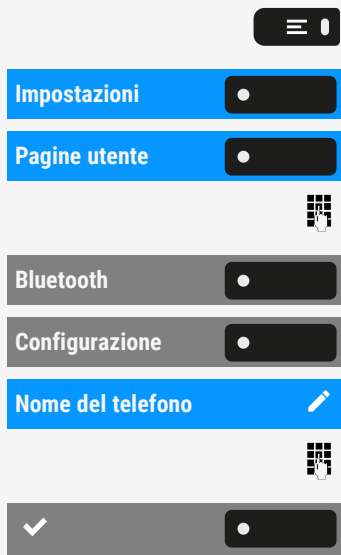 Impostazioni
Pagine utente
Bluetooth
Configurazione
Nome del telefono